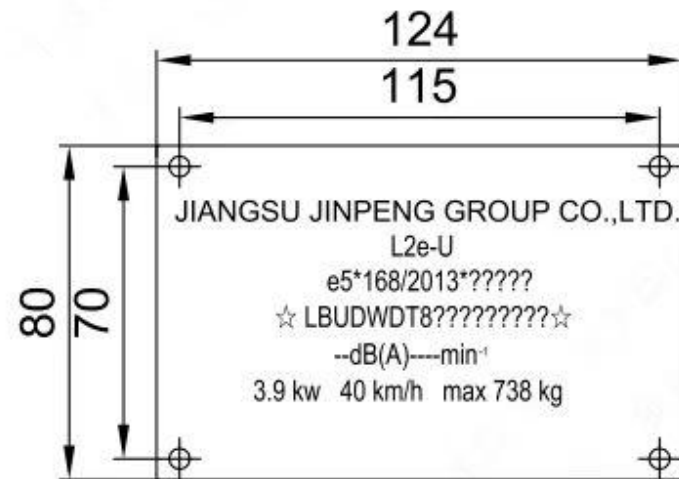 124
115
80
70
JIANGSU JINPENG GROUP CO.,LTD.
L2e-U
e5*168/2013*?????
☆ LBUDWDT8?????????☆
--dB(A)----min⁻¹
3.9 kw 40 km/h max 738 kg